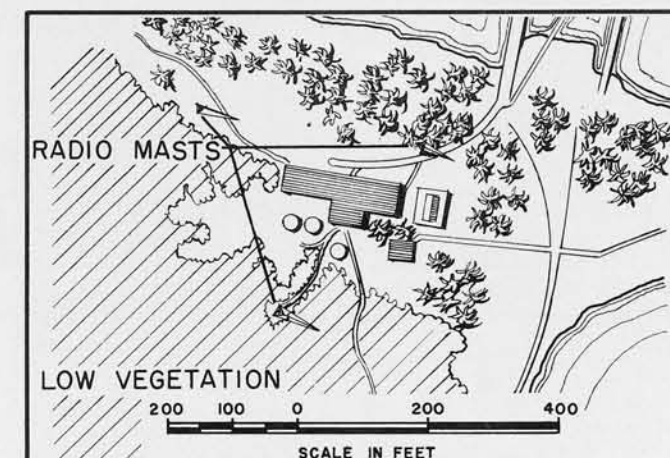 RADIO MASTS
LOW VEGETATION
200 100 0 200 400
SCALE IN FEET